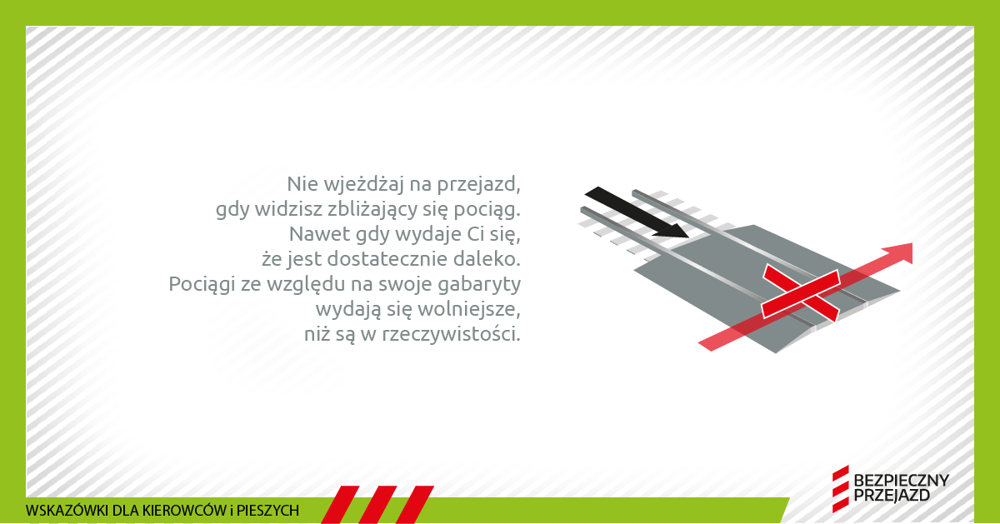 Nie wjeżdżaj na przejazd,
gdy widzisz zbliżający się pociąg.
Nawet gdy wydaje Ci się,
że jest dostatecznie daleko.
Pociągi ze względu na swoje gabaryty
wydają się wolniejsze,
niż są w rzeczywistości.
WSKAZÓWKI DLA KIEROWCÓW i PIESZYCH
BEZPIECZNY
PRZEJAZD